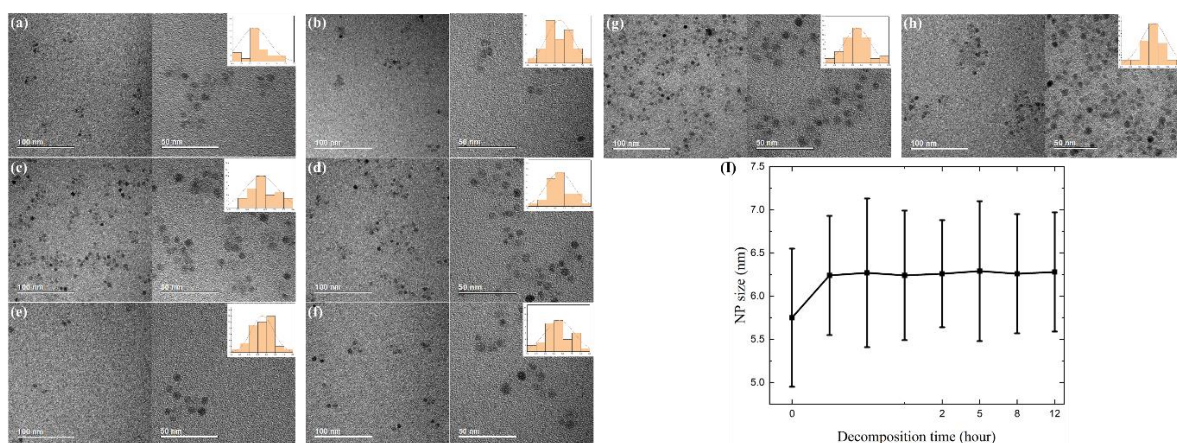 (a)
100 nm
50 nm
(b)
100 nm
50 nm
(g)
100 nm
50 nm
(h)
100 nm
50 nm
(c)
100 nm
50 nm
(d)
100 nm
50 nm
(e)
100 nm
50 nm
(f)
100 nm
50 nm
(I)
7.5
7.0
6.5
6.0
5.5
5.0
NP size (nm)
0 2 5 8 12
Decomposition time (hour)